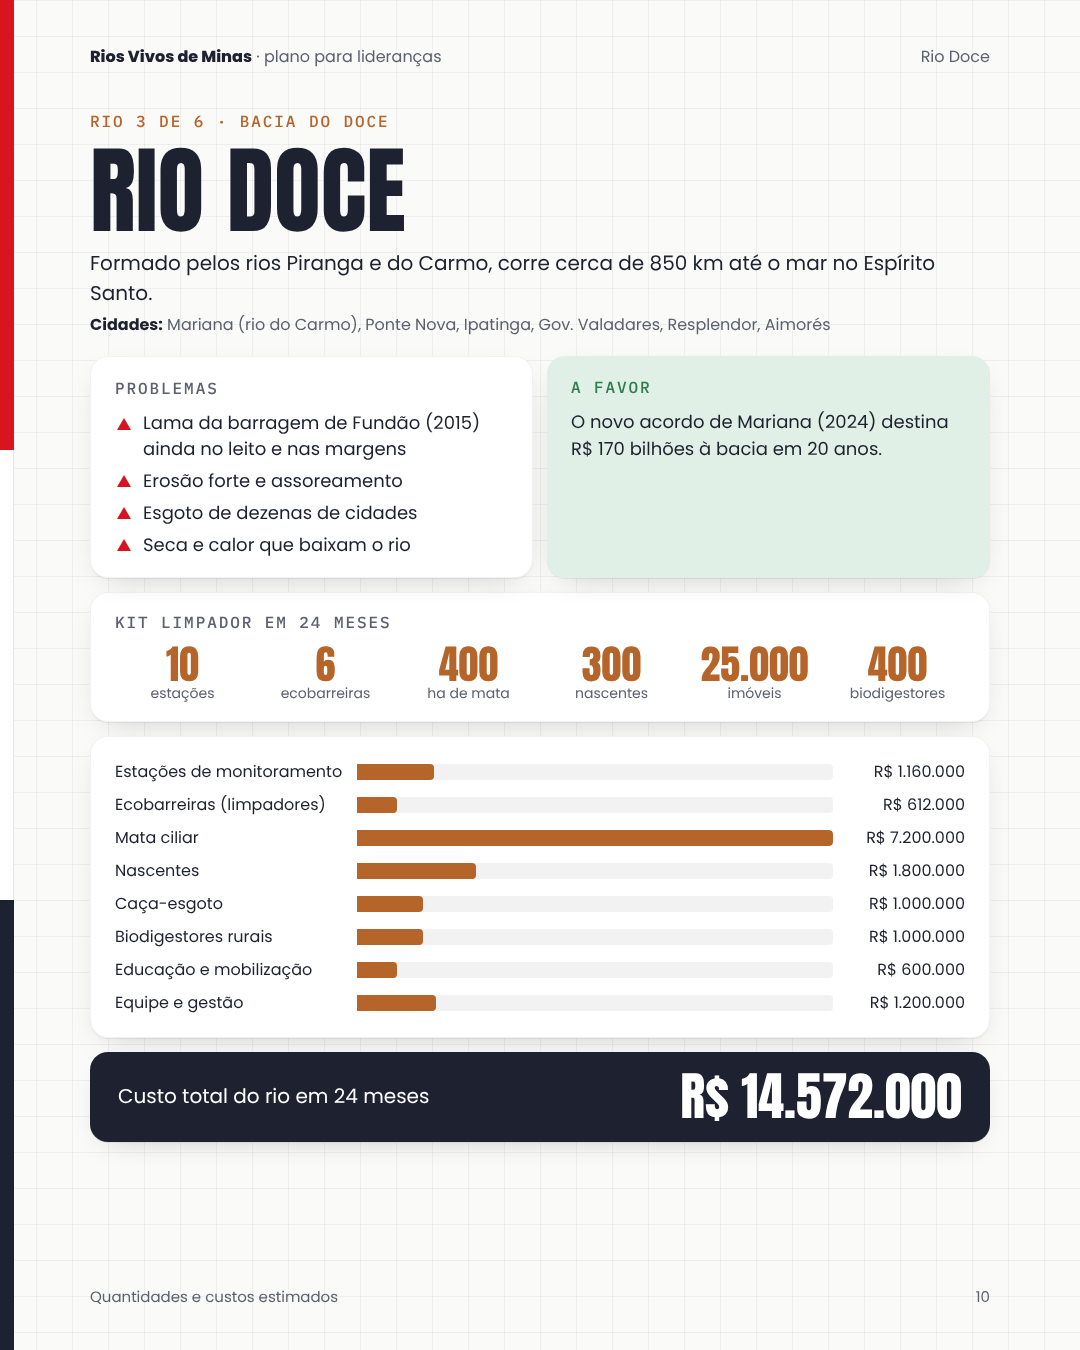 Rios Vivos de Minas · plano para lideranças
Rio Doce
RIO 3 DE 6 · BACIA DO DOCE
RIO DOCE
Formado pelos rios Piranga e do Carmo, corre cerca de 850 km até o mar no Espírito
Santo.
Cidades: Mariana (rio do Carmo), Ponte Nova, Ipatinga, Gov. Valadares, Resplendor, Aimorés
PROBLEMAS
Lama da barragem de Fundão (2015)
ainda no leito e nas margens
Erosão forte e assoreamento
Esgoto de dezenas de cidades
Seca e calor que baixam o rio
A FAVOR
O novo acordo de Mariana (2024) destina
R$ 170 bilhões à bacia em 20 anos.
KIT LIMPADOR EM 24 MESES
10
estações
6
ecobarreiras
400
ha de mata
300
nascentes
25.000
imóveis
400
biodigestores
Estações de monitoramento R$ 1.160.000
Ecobarreiras (limpadores) R$ 612.000
Mata ciliar R$ 7.200.000
Nascentes R$ 1.800.000
Caça-esgoto R$ 1.000.000
Biodigestores rurais R$ 1.000.000
Educação e mobilização R$ 600.000
Equipe e gestão R$ 1.200.000
Custo total do rio em 24 meses R$ 14.572.000
Quantidades e custos estimados
10